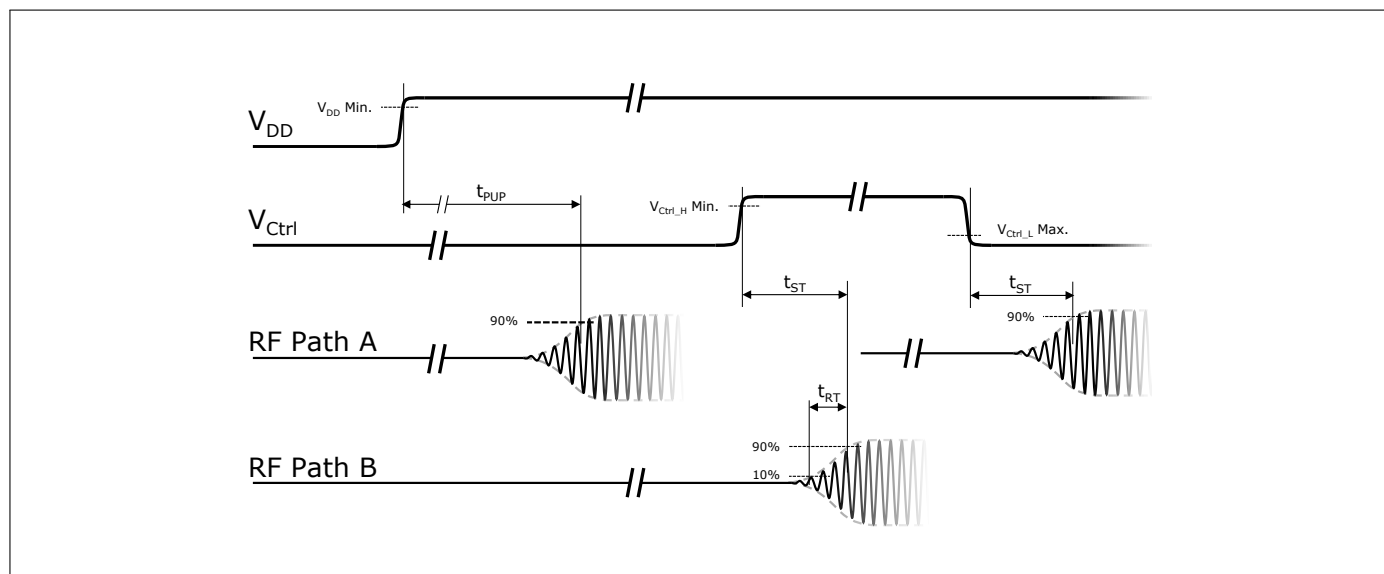 V_DD Min.
V_DD
t_PUP
V_Ctrl_H Min.
V_Ctrl
V_Ctrl_L Max.
t_ST
t_ST
90%
90%
RF Path A
t_RT
90%
RF Path B
10%